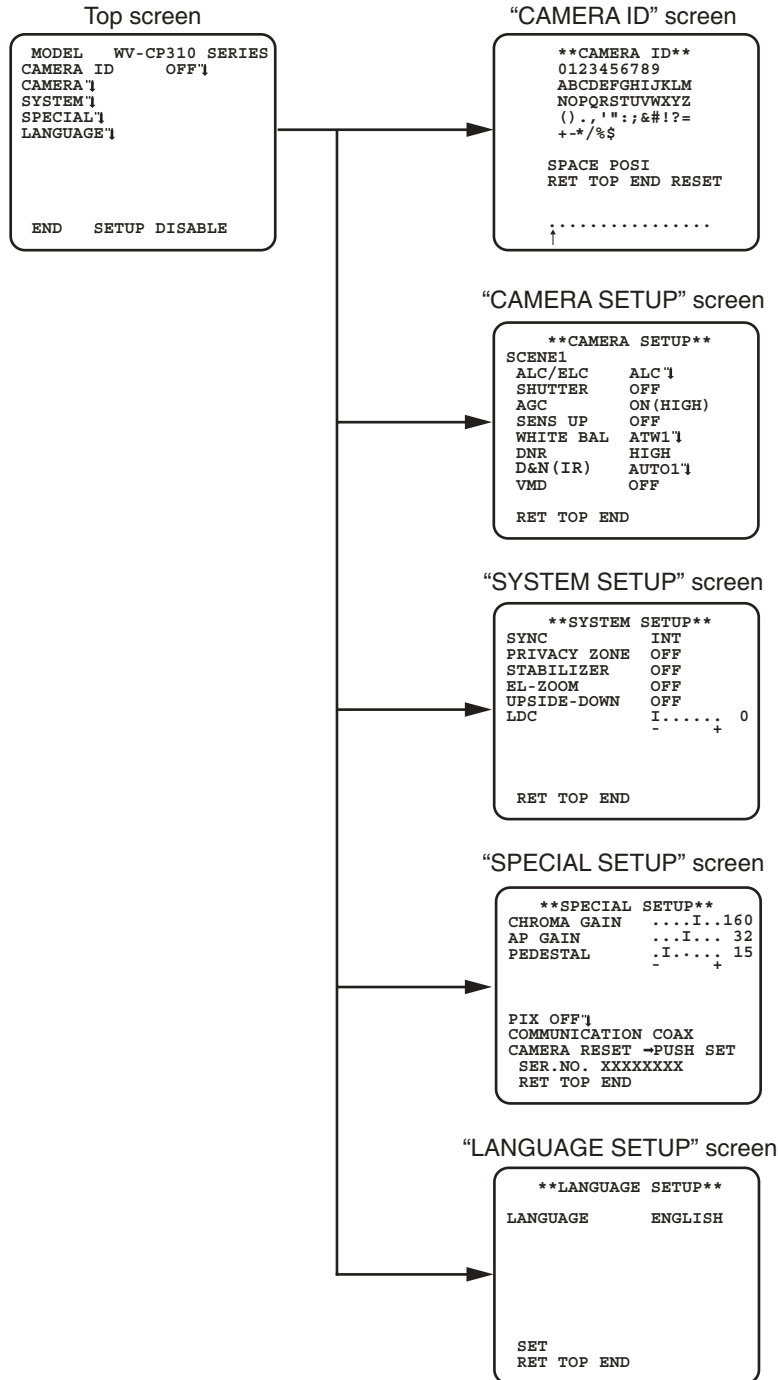 Top screen
MODEL WV-CP310 SERIES
CAMERA ID OFF
CAMERA
SYSTEM
SPECIAL
LANGUAGE
END SETUP DISABLE
“CAMERA ID” screen
**CAMERA ID**
0123456789
ABCDEFGHIJKLM
NOPQRSTUVWXYZ
().,'":;&#!?=
+-*/%$
SPACE POSI
RET TOP END RESET
................
↑
“CAMERA SETUP” screen
**CAMERA SETUP**
SCENE1
ALC/ELC ALC
SHUTTER OFF
AGC ON(HIGH)
SENS UP OFF
WHITE BAL ATW1
DNR HIGH
D&N(IR) AUTO1
VMD OFF
RET TOP END
“SYSTEM SETUP” screen
**SYSTEM SETUP**
SYNC INT
PRIVACY ZONE OFF
STABILIZER OFF
EL-ZOOM OFF
UPSIDE-DOWN OFF
LDC I...... 0
- +
RET TOP END
“SPECIAL SETUP” screen
**SPECIAL SETUP**
CHROMA GAIN ....I..160
AP GAIN ...I... 32
PEDESTAL .I..... 15
- +
PIX OFF
COMMUNICATION COAX
CAMERA RESET →PUSH SET
SER.NO. XXXXXXXX
RET TOP END
“LANGUAGE SETUP” screen
**LANGUAGE SETUP**
LANGUAGE ENGLISH
SET
RET TOP END